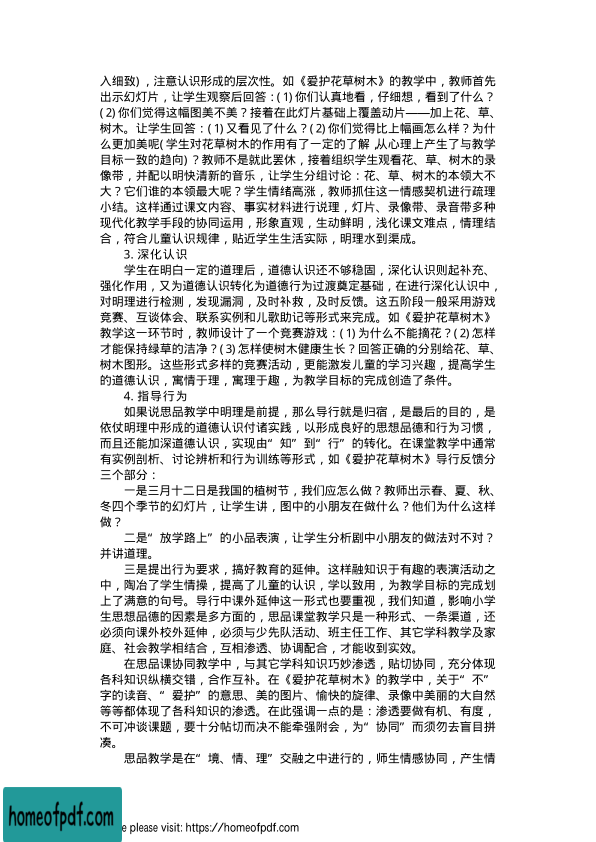 入细致），注意认识形成的层次性。如《爱护花草树木》的教学中，教师首先
出示幻灯片，让学生观察后回答：(1)你们认真地看，仔细想，看到了什么？
(2)你们觉得这幅图美不美？接着在此灯片基础上覆盖动片——加上花、草、
树木。让学生回答：(1)又看见了什么？(2)你们觉得比上幅画怎么样？为什
么更加美呢(学生对花草树木的作用有了一定的了解，从心理上产生了与教学
目标一致的趋向)？教师不是就此罢休，接着组织学生观看花、草、树木的录
像带，并配以明快清新的音乐，让学生分组讨论：花、草、树木的本领大不
大？它们谁的本领最大呢？学生情绪高涨，教师抓住这一情感契机进行疏理
小结。这样通过课文内容、事实材料进行说理，灯片、录像带、录音带多种
现代化教学手段的协同运用，形象直观，生动鲜明，浅化课文难点，情理结
合，符合儿童认识规律，贴近学生生活实际，明理水到渠成。
3. 深化认识
学生在明白一定的道理后，道德认识还不够稳固，深化认识则起补充、
强化作用，又为道德认识转化为道德行为过渡奠定基础，在进行深化认识中，
对明理进行检测，发现漏洞，及时补救，及时反馈。这五阶段一般采用游戏
竞赛、互谈体会、联系实例和儿歌助记等形式来完成。如《爱护花草树木》
教学这一环节时，教师设计了一个竞赛游戏：(1)为什么不能摘花？(2)怎样
才能保持绿草的洁净？(3)怎样使树木健康生长？回答正确的分别给花、草、
树木图形。这些形式多样的竞赛活动，更能激发儿童的学习兴趣，提高学生
的道德认识，寓情于理，寓理于趣，为教学目标的完成创造了条件。
4. 指导行为
如果说思品教学中明理是前提，那么导行就是归宿，是最后的目的，是
依仗明理中形成的道德认识付诸实践，以形成良好的思想品德和行为习惯，
而且还能加深道德认识，实现由“知”到“行”的转化。在课堂教学中通常
有实例剖析、讨论辨析和行为训练等形式，如《爱护花草树木》导行反馈分
三个部分：
一是三月十二日是我国的植树节，我们应怎么做？教师出示春、夏、秋、
冬四个季节的幻灯片，让学生讲，图中的小朋友在做什么？他们为什么这样
做？
二是“放学路上”的小品表演，让学生分析剧中小朋友的做法对不对？
并讲道理。
三是提出行为要求，搞好教育的延伸。这样融知识于有趣的表演活动之
中，陶冶了学生情操，提高了儿童的认识，学以致用，为教学目标的完成划
上了满意的句号。导行中课外延伸这一形式也要重视，我们知道，影响小学
生思想品德的因素是多方面的，思品课堂教学只是一种形式、一条渠道，还
必须向课外校外延伸，必须与少先队活动、班主任工作、其它学科教学及家
庭、社会教学相结合，互相渗透、协调配合，才能收到实效。
在思品课协同教学中，与其它学科知识巧妙渗透，贴切协同，充分体现
各科知识纵横交错，合作互补。在《爱护花草树木》的教学中，关于“不”
字的读音、“爱护”的意思、美的图片、愉快的旋律、录像中美丽的大自然
等等都体现了各科知识的渗透。在此强调一点的是：渗透要做有机、有度，
不可冲谈课题，要十分帖切而决不能牵强附会，为“协同”而须勿去盲目拼
凑。
思品教学是在“境、情、理”交融之中进行的，师生情感协同，产生情
homeofpdf.com
e please visit: https://homeofpdf.com